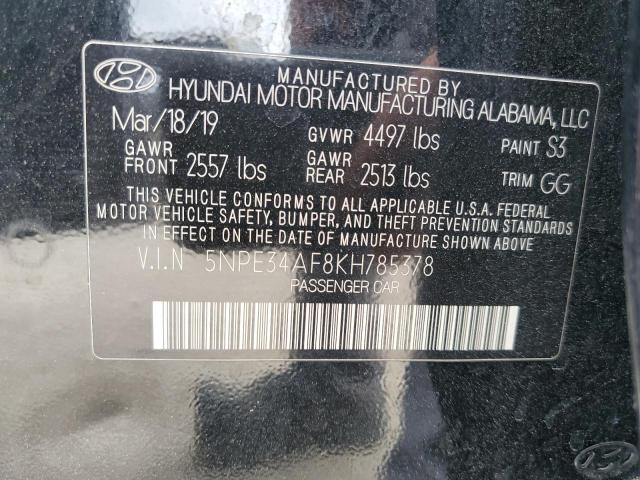 MANUFACTURED BY
HYUNDAI MOTOR MANUFACTURING ALABAMA, LLC
Mar/18/19 GVWR 4497 lbs PAINT S3
GAWR FRONT 2557 lbs GAWR REAR 2513 lbs TRIM GG
THIS VEHICLE CONFORMS TO ALL APPLICABLE U.S.A. FEDERAL
MOTOR VEHICLE SAFETY, BUMPER, AND THEFT PREVENTION STANDARDS
IN EFFECT ON THE DATE OF MANUFACTURE SHOWN ABOVE.
V.I.N 5NPE34AF8KH785378
PASSENGER CAR